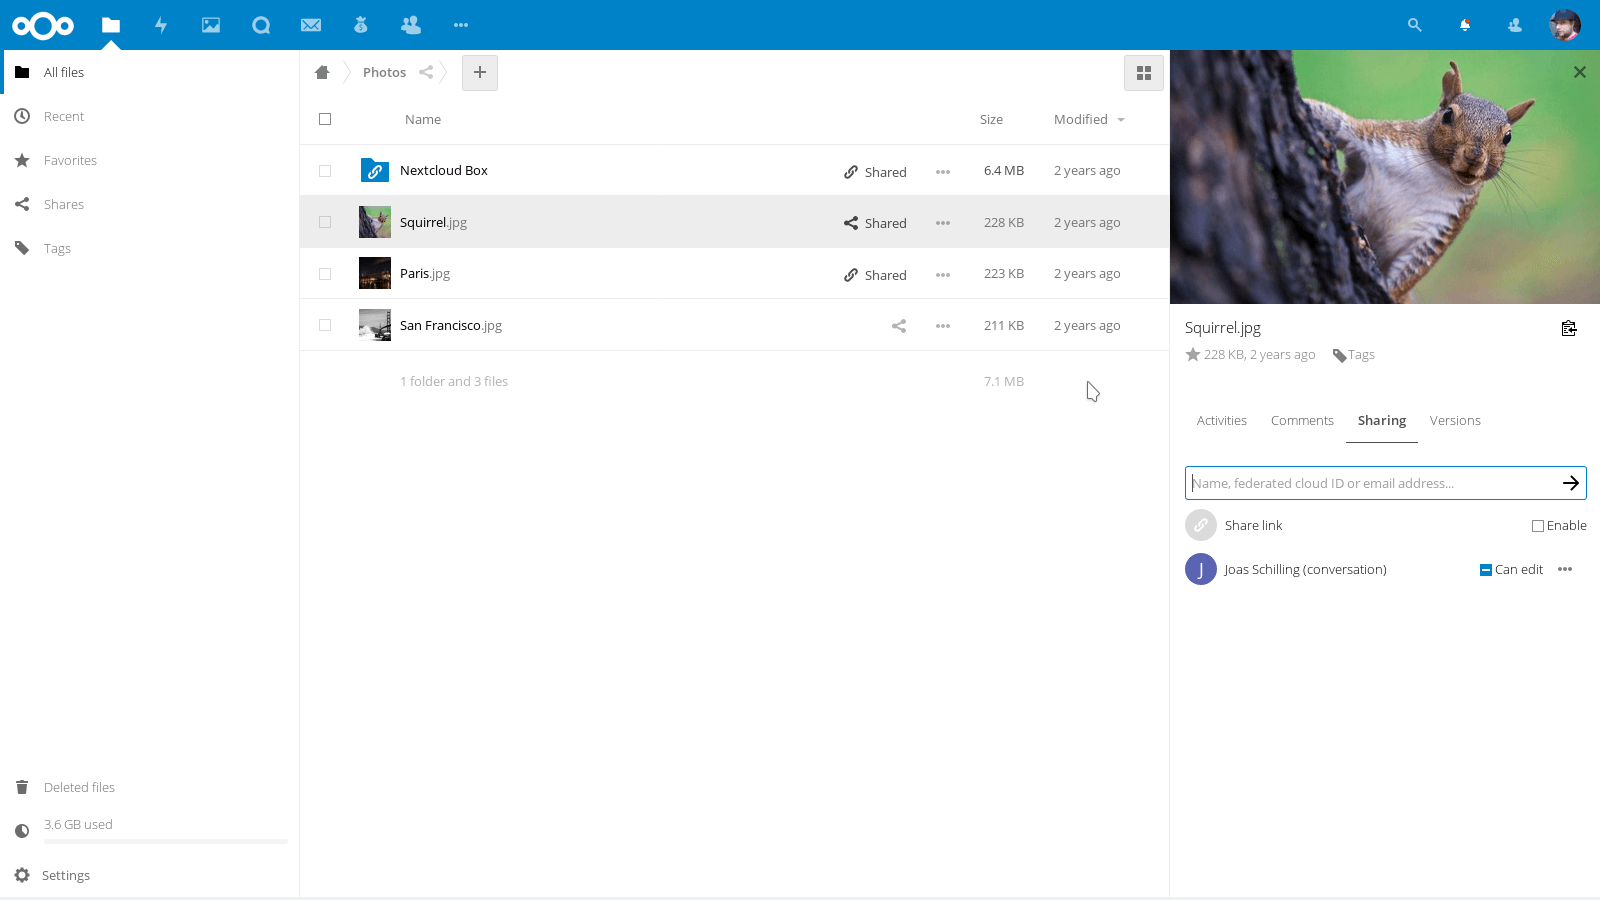 All files
Recent
Favorites
Shares
Tags
Deleted files
3.6 GB used
Settings
Photos
Name Size Modified
Nextcloud Box Shared 6.4 MB 2 years ago
Squirrel.jpg Shared 228 KB 2 years ago
Paris.jpg Shared 223 KB 2 years ago
San Francisco.jpg 211 KB 2 years ago
1 folder and 3 files 7.1 MB
Squirrel.jpg
228 KB, 2 years ago Tags
Activities Comments Sharing Versions
Name, federated cloud ID or email address...
Share link Enable
J Joas Schilling (conversation) Can edit